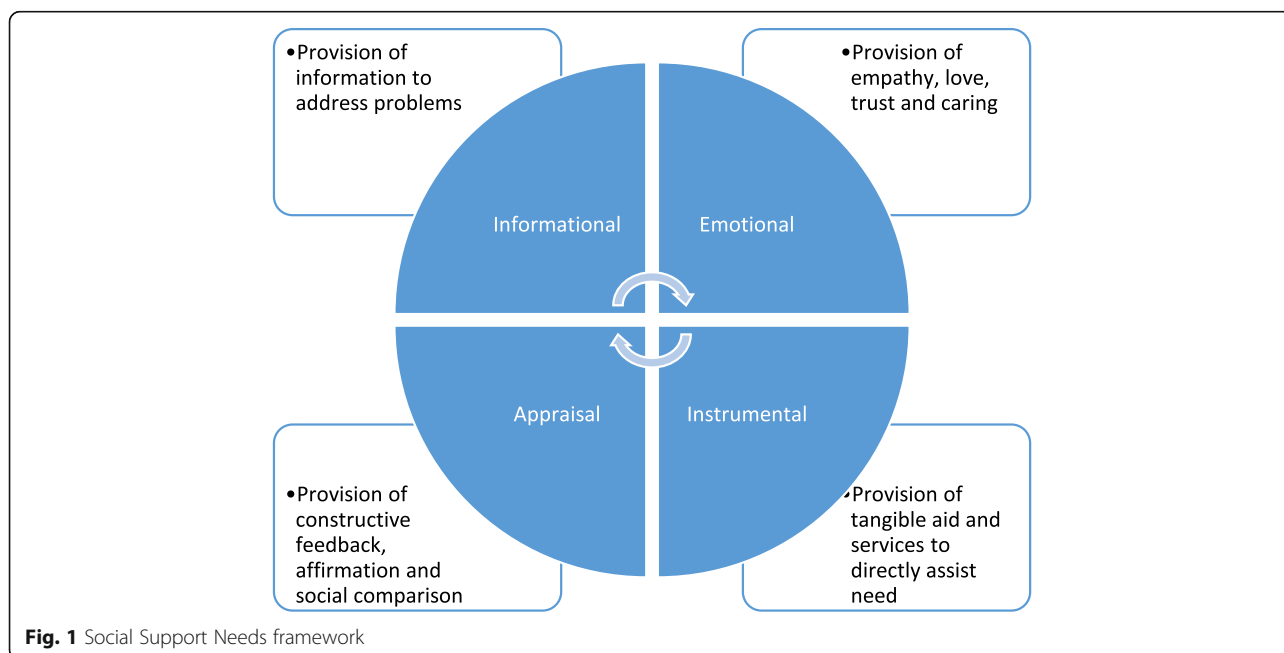 •Provision of
information to
address problems
•Provision of
empathy, love,
trust and caring
Informational
Emotional
Appraisal
Instrumental
•Provision of
constructive
feedback,
affirmation and
social comparison
•Provision of
tangible aid and
services to
directly assist
need
Fig. 1 Social Support Needs framework